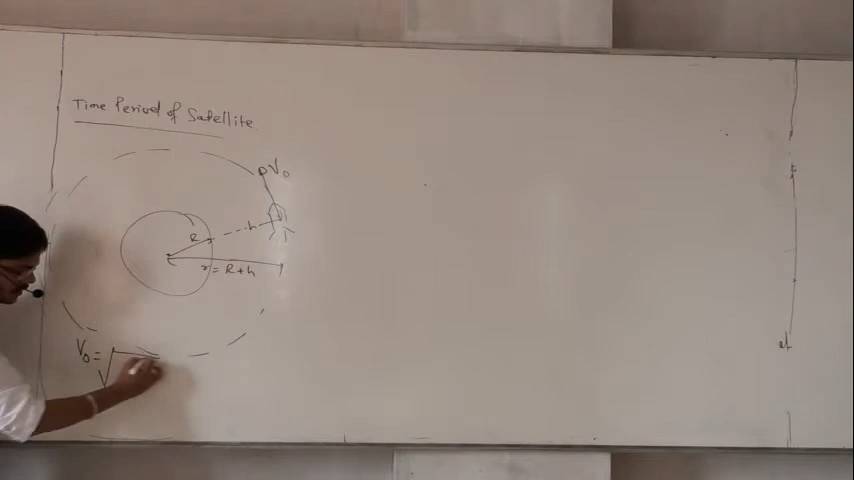 Time Period of Satellite
V₀
h
R
r = R+h
V₀ = √